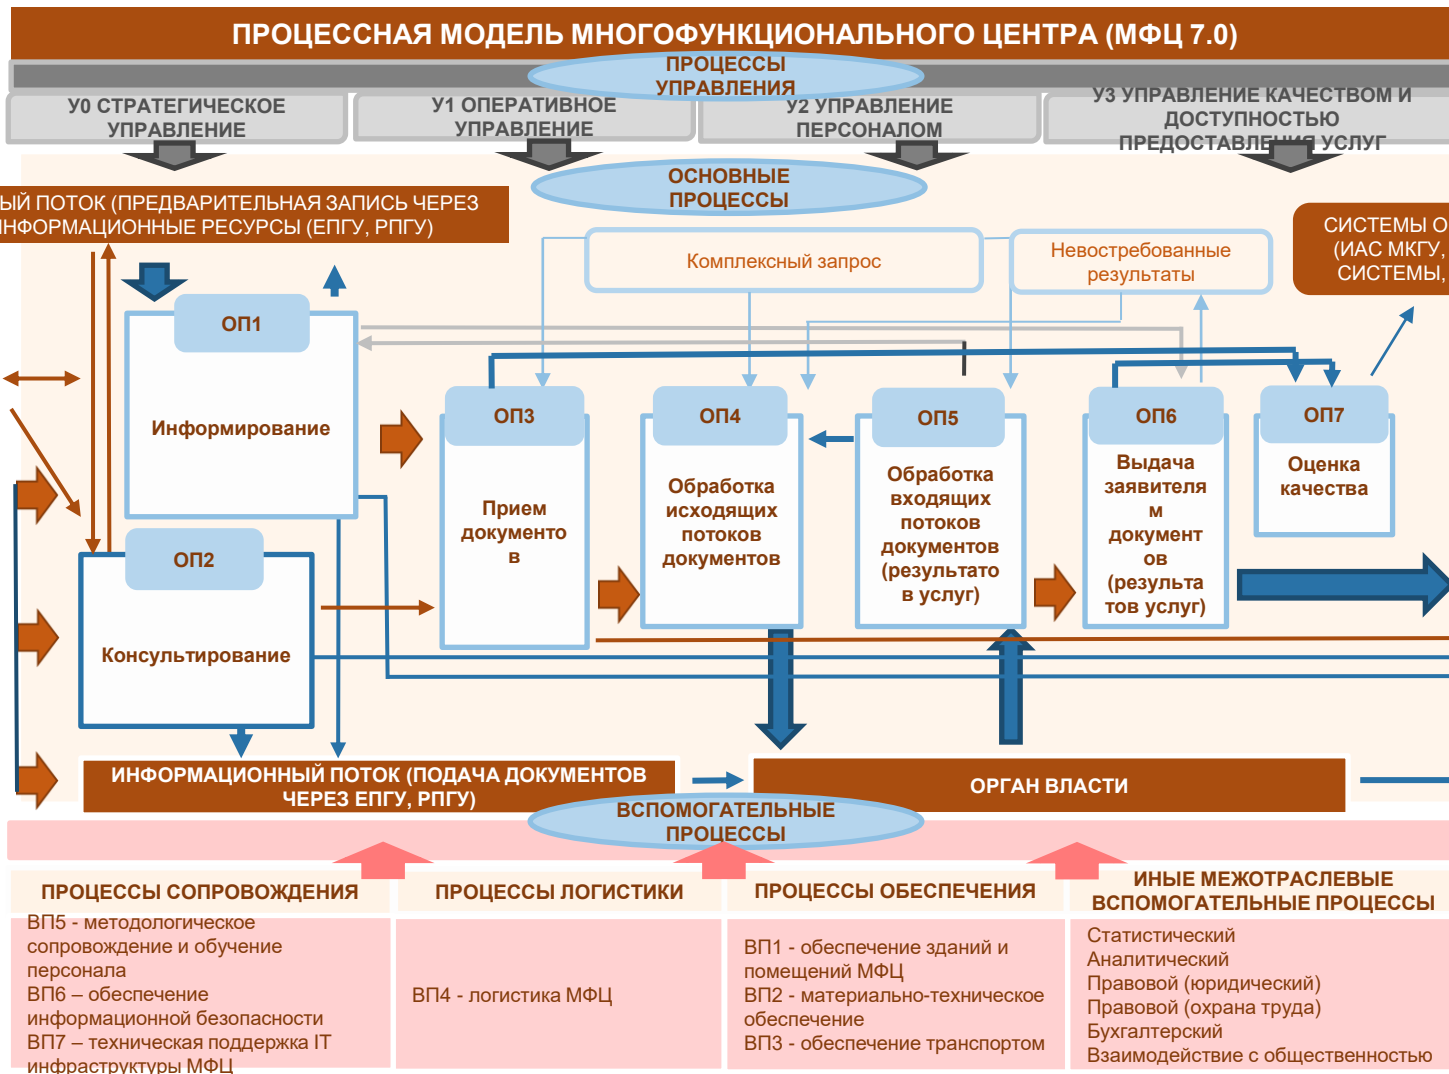 ПРОЦЕССНАЯ МОДЕЛЬ МНОГОФУНКЦИОНАЛЬНОГО ЦЕНТРА (МФЦ 7.0)
ПРОЦЕССЫ
УПРАВЛЕНИЯ
У0 СТРАТЕГИЧЕСКОЕ
УПРАВЛЕНИЕ
У1 ОПЕРАТИВНОЕ
УПРАВЛЕНИЕ
У2 УПРАВЛЕНИЕ
ПЕРСОНАЛОМ
У3 УПРАВЛЕНИЕ КАЧЕСТВОМ И
ДОСТУПНОСТЬЮ
ПРЕДОСТАВЛЕНИЯ УСЛУГ
ОСНОВНЫЕ
ПРОЦЕССЫ
ЫЙ ПОТОК (ПРЕДВАРИТЕЛЬНАЯ ЗАПИСЬ ЧЕРЕЗ
НФОРМАЦИОННЫЕ РЕСУРСЫ (ЕПГУ, РПГУ)
Комплексный запрос
Невостребованные
результаты
СИСТЕМЫ О
(ИАС МКГУ,
СИСТЕМЫ,
ОП1
Информирование
ОП2
Консультирование
ОП3
Прием
документо
в
ОП4
Обработка
исходящих
потоков
документов
ОП5
Обработка
входящих
потоков
документов
(результато
в услуг)
ОП6
Выдача
заявителя
м
документ
ов
(результа
тов услуг)
ОП7
Оценка
качества
ИНФОРМАЦИОННЫЙ ПОТОК (ПОДАЧА ДОКУМЕНТОВ
ЧЕРЕЗ ЕПГУ, РПГУ)
ОРГАН ВЛАСТИ
ВСПОМОГАТЕЛЬНЫЕ
ПРОЦЕССЫ
ПРОЦЕССЫ СОПРОВОЖДЕНИЯ
ВП5 - методологическое
сопровождение и обучение
персонала
ВП6 – обеспечение
информационной безопасности
ВП7 – техническая поддержка IT
инфраструктуры МФЦ
ПРОЦЕССЫ ЛОГИСТИКИ
ВП4 - логистика МФЦ
ПРОЦЕССЫ ОБЕСПЕЧЕНИЯ
ВП1 - обеспечение зданий и
помещений МФЦ
ВП2 - материально-техническое
обеспечение
ВП3 - обеспечение транспортом
ИНЫЕ МЕЖОТРАСЛЕВЫЕ
ВСПОМОГАТЕЛЬНЫЕ ПРОЦЕССЫ
Статистический
Аналитический
Правовой (юридический)
Правовой (охрана труда)
Бухгалтерский
Взаимодействие с общественностью